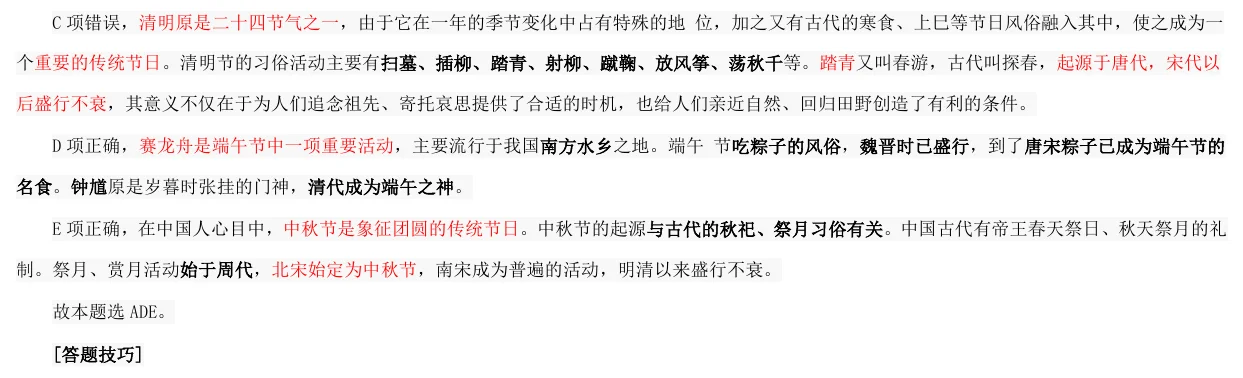 C 项错误，清明原是二十四节气之一，由于它在一年的季节变化中占有特殊的地 位，加之又有古代的寒食、上巳等节日风俗融入其中，使之成为一
个重要的传统节日。清明节的习俗活动主要有扫墓、插柳、踏青、射柳、蹴鞠、放风筝、荡秋千等。踏青又叫春游，古代叫探春，起源于唐代，宋代以
后盛行不衰，其意义不仅在于为人们追念祖先、寄托哀思提供了合适的时机，也给人们亲近自然、回归田野创造了有利的条件。
D 项正确，赛龙舟是端午节中一项重要活动，主要流行于我国南方水乡之地。端午 节吃粽子的风俗，魏晋时已盛行，到了唐宋粽子已成为端午节的
名食。钟馗原是岁暮时张挂的门神，清代成为端午之神。
E 项正确，在中国人心目中，中秋节是象征团圆的传统节日。中秋节的起源与古代的秋祀、祭月习俗有关。中国古代有帝王春天祭日、秋天祭月的礼
制。祭月、赏月活动始于周代，北宋始定为中秋节，南宋成为普遍的活动，明清以来盛行不衰。
故本题选 ADE。
[答题技巧]